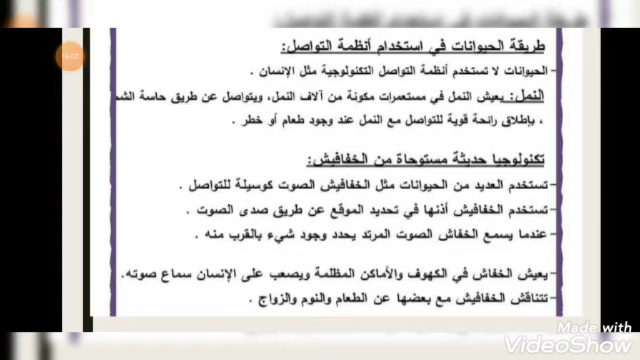 طريقة الحيوانات في استخدام أنظمة التواصل:
-الحيوانات لا تستخدم أنظمة التواصل التكنولوجية مثل الإنسان .
النمل: يعيش النمل في مستعمرات مكونة من آلاف النمل، ويتواصل عن طريق حاسة
، بإطلاق رائحة قوية للتواصل مع النمل عند وجود طعام أو خطر .
تكنولوجيا حديثة مستوحاة من الخفافيش:
-تستخدم العديد من الحيوانات مثل الخفافيش الصوت كوسيلة للتواصل .
-تستخدم الخفافيش أذنها في تحديد الموقع عن طريق صدى الصوت .
-عندما يسمع الخفاش الصوت المرتد يحدد وجود شيء بالقرب منه .
-يعيش الخفاش في الكهوف والأماكن المظلمة ويصعب على الإنسان سماع صوته.
-تتناقش الخفافيش مع بعضها عن الطعام والنوم والزواج .
Made with
VideoShow